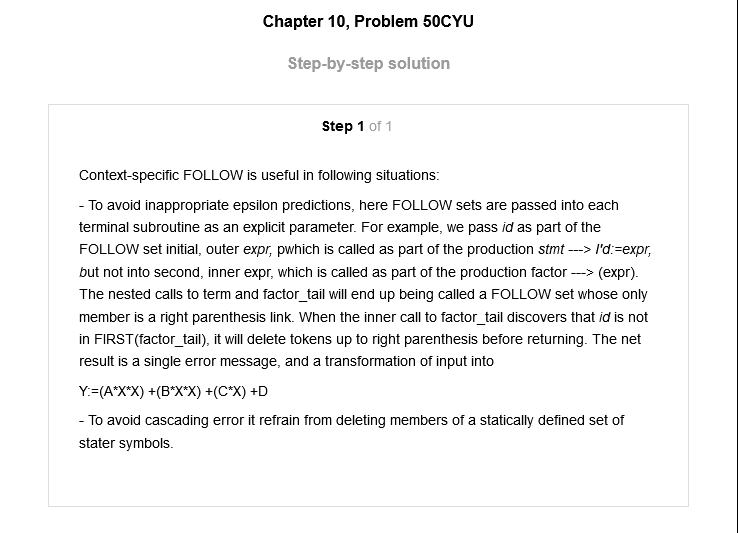 Chapter 10, Problem 50CYU
Step-by-step solution
Step 1 of 1
Context-specific FOLLOW is useful in following situations:
- To avoid inappropriate epsilon predictions, here FOLLOW sets are passed into each
terminal subroutine as an explicit parameter. For example, we pass id as part of the
FOLLOW set initial, outer expr, pwhich is called as part of the production stmt ---> I'd:=expr,
but not into second, inner expr, which is called as part of the production factor ---> (expr).
The nested calls to term and factor_tail will end up being called a FOLLOW set whose only
member is a right parenthesis link. When the inner call to factor_tail discovers that id is not
in FIRST(factor_tail), it will delete tokens up to right parenthesis before returning. The net
result is a single error message, and a transformation of input into
Y:=(A*X*X) +(B*X*X) +(C*X) +D
- To avoid cascading error it refrain from deleting members of a statically defined set of
stater symbols.